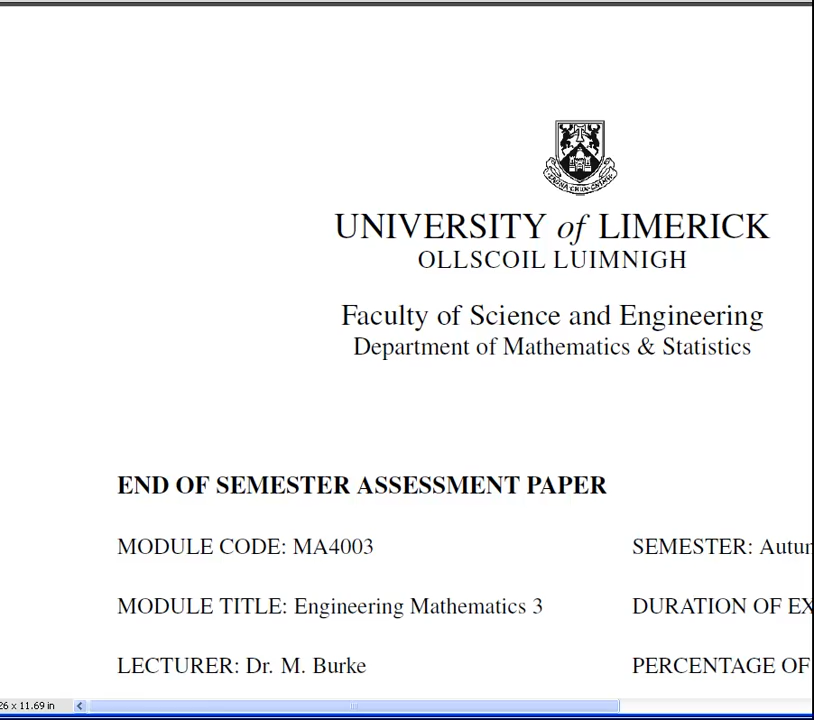 UNIVERSITY of LIMERICK
OLLSCOIL LUIMNIGH
Faculty of Science and Engineering
Department of Mathematics & Statistics
END OF SEMESTER ASSESSMENT PAPER
MODULE CODE: MA4003
SEMESTER: Autum
MODULE TITLE: Engineering Mathematics 3
DURATION OF EX
LECTURER: Dr. M. Burke
PERCENTAGE OF
26 x 11.69 in